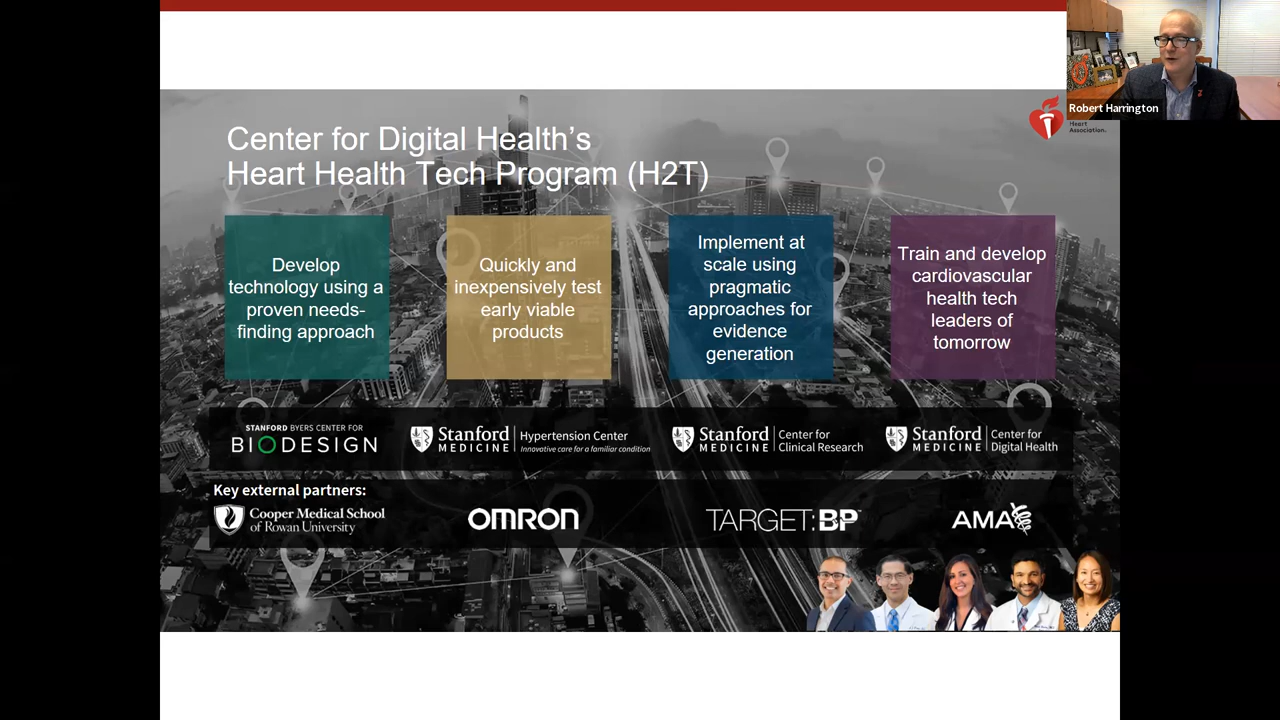 Robert Harrington
Heart
Association.
Center for Digital Health's
Heart Health Tech Program (H2T)
Develop
technology using a
proven needs-
finding approach
Quickly and
inexpensively test
early viable
products
Implement at
scale using
pragmatic
approaches for
evidence
generation
Train and develop
cardiovascular
health tech
leaders of
tomorrow
STANFORD BYERS CENTER FOR
BIODESIGN
Stanford
MEDICINE
Hypertension Center
Innovative care for a familiar condition
Stanford
MEDICINE
Center for
Clinical Research
Stanford
MEDICINE
Center for
Digital Health
Key external partners:
Cooper Medical School
of Rowan University
OMRON
TARGET:BP
AMA